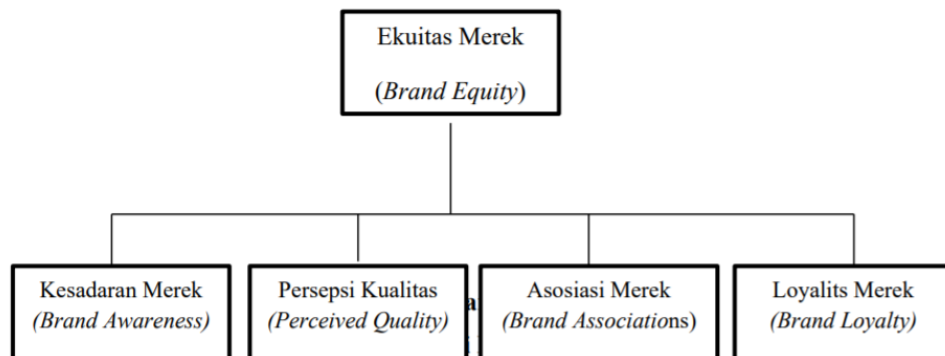 Ekuitas Merek
(Brand Equity)
Kesadaran Merek
(Brand Awareness)
Persepsi Kualitas
(Perceived Quality)
Asosiasi Merek
(Brand Associations)
Loyalits Merek
(Brand Loyalty)